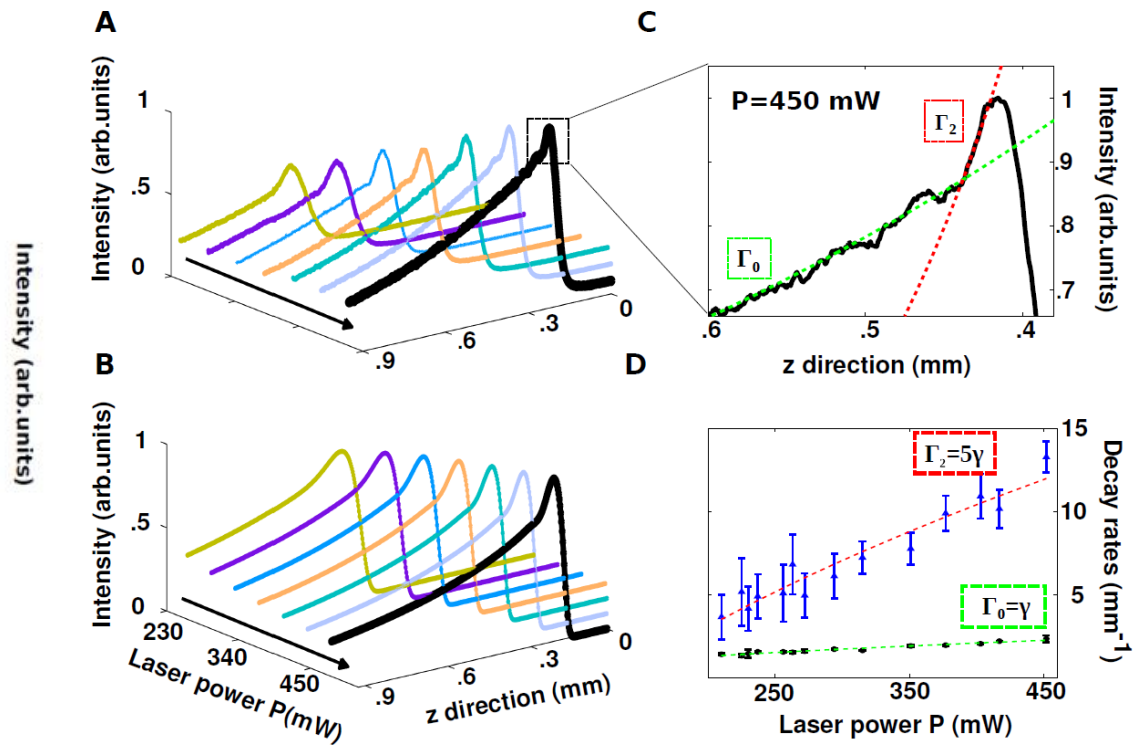 A
Intensity (arb.units)
1
.5
0
.9
.6
.3
0
C
P=450 mW
Γ2
Γ0
1
.9
.8
.7
.6
.5
.4
z direction (mm)
Intensity (arb.units)
Intensity (arb.units)
B
Intensity (arb.units)
1
.5
0
230
340
450
Laser power P(mW)
.9
.6
.3
0
z direction (mm)
D
Γ2=5γ
Γ0=γ
15
10
5
250
350
450
Laser power P (mW)
Decay rates (mm-1)